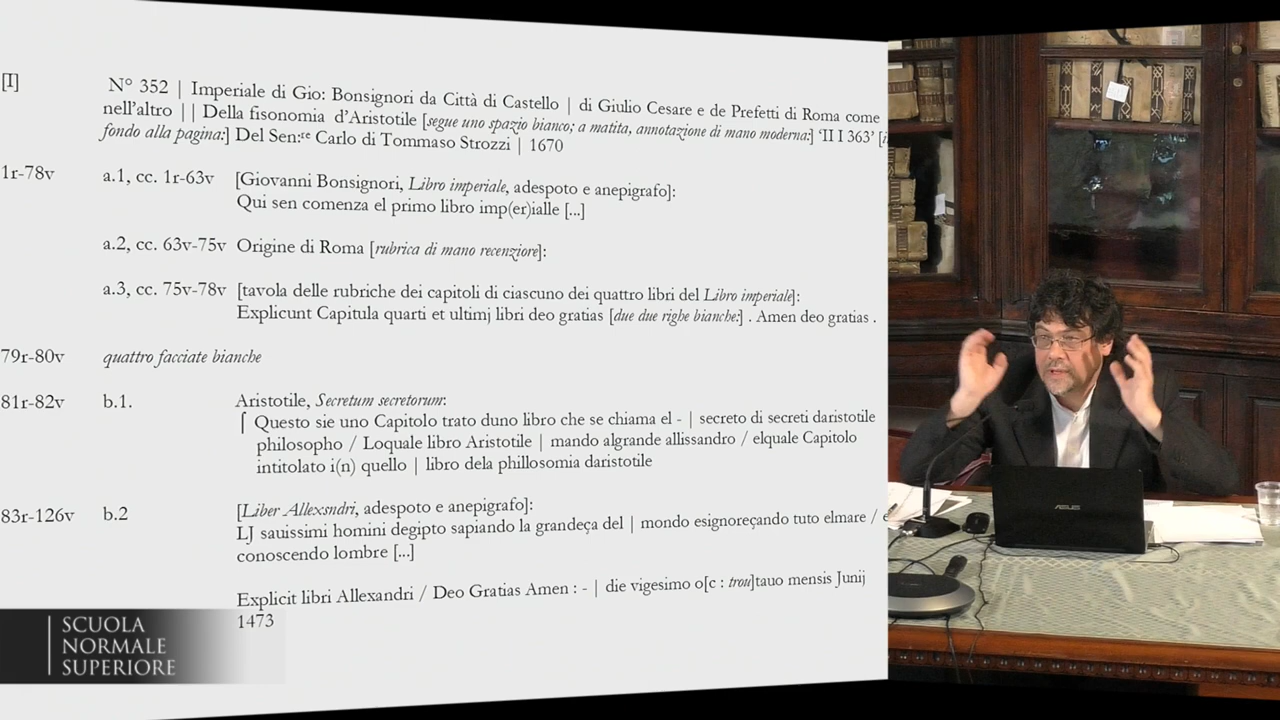 [I] N° 352 | Imperiale di Gio: Bonsignori da Città di Castello | di Giulio Cesare e de Prefetti di Roma come
nell'altro | | Della fisonomia d'Aristotile [segue uno spazio bianco; a matita, annotazione di mano moderna:] 'II I 363'
fondo alla pagina:] Del Sen:re Carlo di Tommaso Strozzi | 1670
1r-78v a.1, cc. 1r-63v [Giovanni Bonsignori, Libro imperiale, adespoto e anepigrafo]:
Qui sen comenza el primo libro imp(er)ialle [...]
a.2, cc. 63v-75v Origine di Roma [rubrica di mano recenziore]:
a.3, cc. 75v-78v [tavola delle rubriche dei capitoli di ciascuno dei quattro libri del Libro imperiale]:
Explicunt Capitula quarti et ultimj libri deo gratias [due due righe bianche:] . Amen deo gratias .
79r-80v quattro facciate bianche
81r-82v b.1. Aristotile, Secretum secretorum:
⌠ Questo sie uno Capitolo trato duno libro che se chiama el - | secreto di secreti daristotile
philosopho / Loquale libro Aristotile | mando algrande allissandro / elquale Capitolo
intitolato i(n) quello | libro dela phillosomia daristotile
83r-126v b.2 [Liber Allexsndri, adespoto e anepigrafo]:
LJ sauissimi homini degipto sapiando la grandeça del | mondo esignoreçando tuto elmare /
conoscendo lombre [...]
Explicit libri Allexandri / Deo Gratias Amen : - | die vigesimo o[c : trou]tauo mensis Junij
1473
SCUOLA
NORMALE
SUPERIORE
ASUS